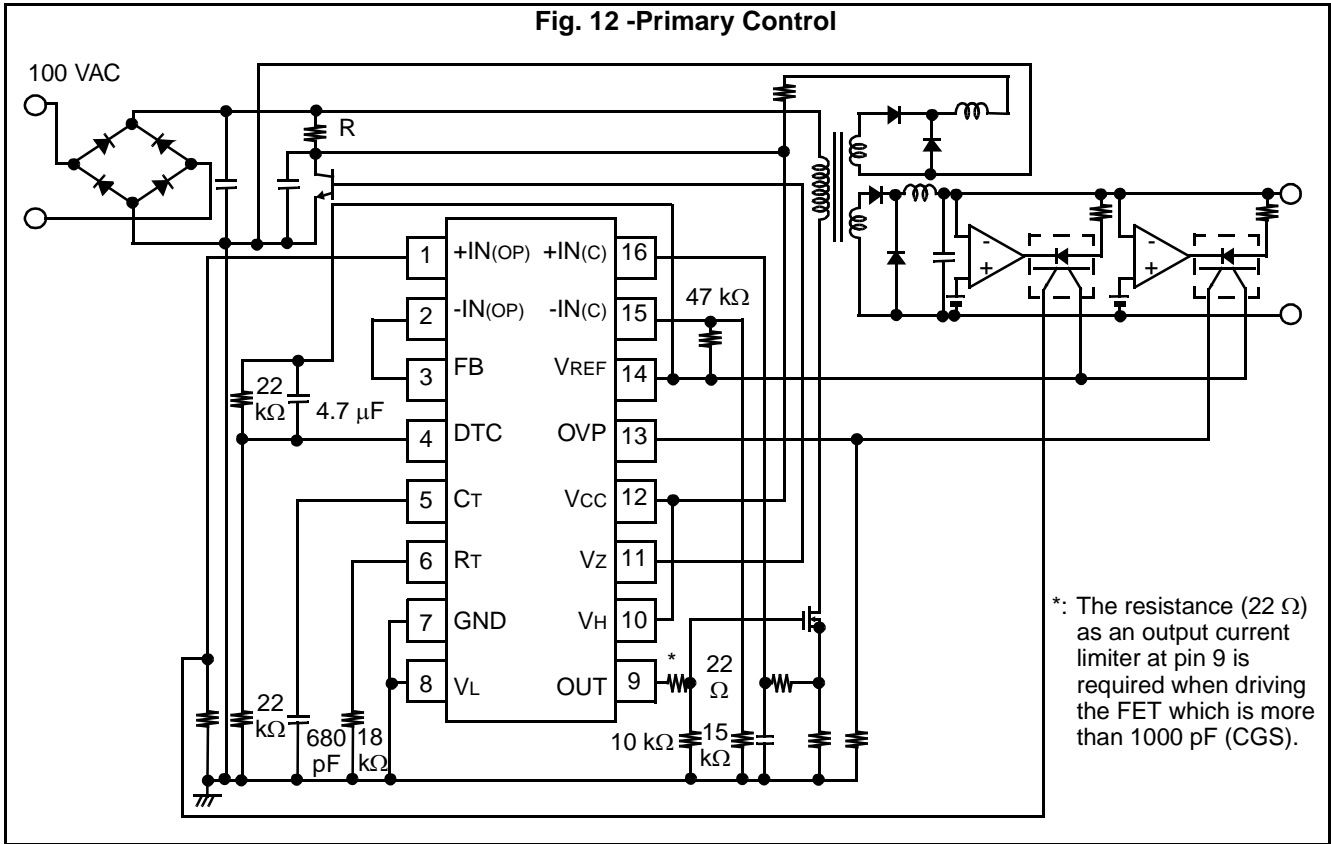 Fig. 12 -Primary Control
100 VAC
R
1 +IN(OP) +IN(C) 16
2 -IN(OP) -IN(C) 15
3 FB VREF 14
4 DTC OVP 13
5 CT VCC 12
6 RT VZ 11
7 GND VH 10
8 VL OUT 9
47 kΩ
22
kΩ
4.7 µF
-
+
-
+
*
22
Ω
22
kΩ
680
pF
18
kΩ
10 kΩ
15
kΩ
*: The resistance (22 Ω)
as an output current
limiter at pin 9 is
required when driving
the FET which is more
than 1000 pF (CGS).